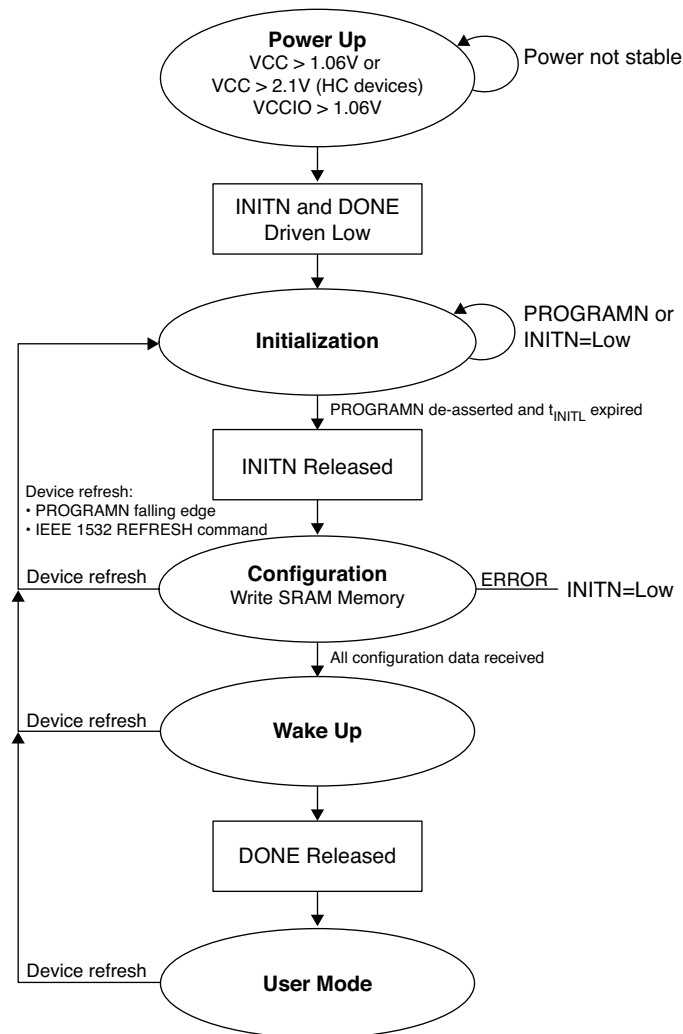 Power Up
VCC > 1.06V or
VCC > 2.1V (HC devices)
VCCIO > 1.06V
Power not stable
INITN and DONE
Driven Low
Initialization
PROGRAMN or
INITN=Low
PROGRAMN de-asserted and tINITL expired
INITN Released
Device refresh:
• PROGRAMN falling edge
• IEEE 1532 REFRESH command
Device refresh
Configuration
Write SRAM Memory
ERROR
INITN=Low
All configuration data received
Device refresh
Wake Up
DONE Released
Device refresh
User Mode